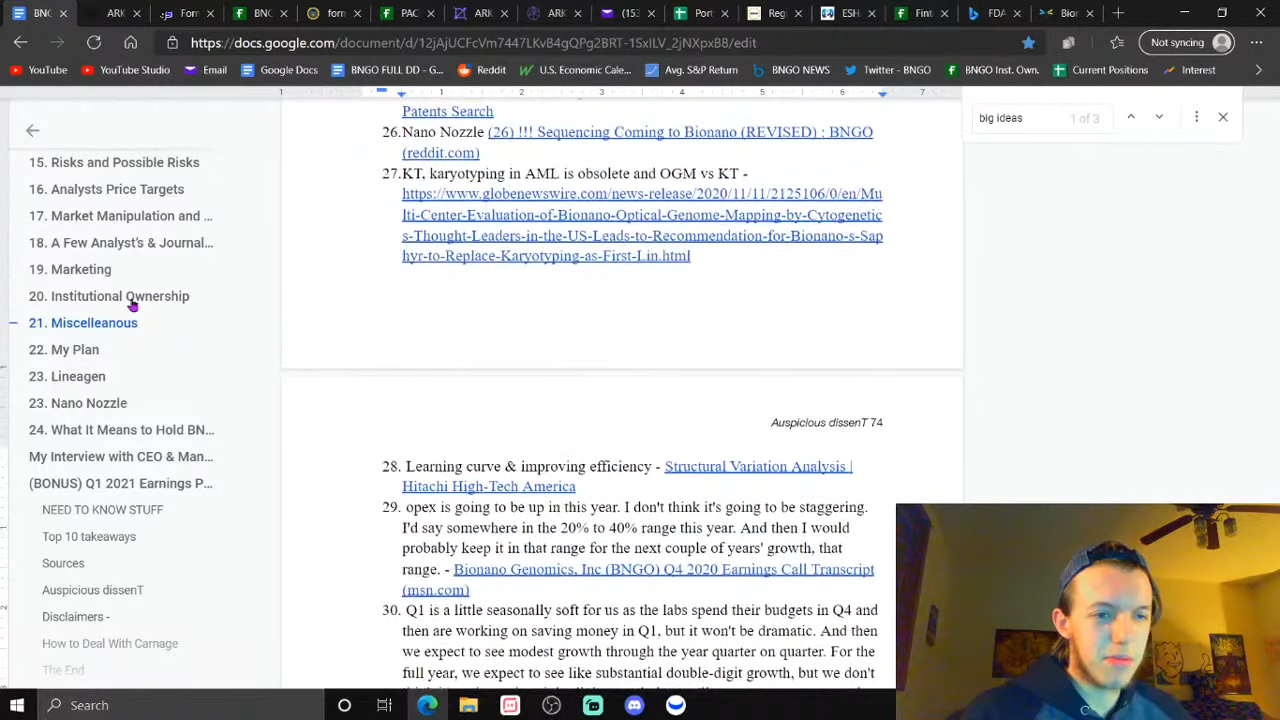 BNG
ARK
Forn
BNG
forn
PAC
ARK
ARK
(153
Port
Regi
ESH
Fint
FDA
Bior
https://docs.google.com/document/d/12jAjUCFcVm7447LKvB4gQPg2BRT-1SxILV_2jNXpxB8/edit
Not syncing
YouTube
YouTube Studio
Email
Google Docs
BNGO FULL DD - G...
Reddit
U.S. Economic Cale...
Avg. S&P Return
BNGO NEWS
Twitter - BNGO
BNGO Inst. Own.
Current Positions
Interest
1 1 2 3 4 5 6 7
big ideas 1 of 3
15. Risks and Possible Risks
16. Analysts Price Targets
17. Market Manipulation and ...
18. A Few Analyst's & Journal...
19. Marketing
20. Institutional Ownership
21. Miscelleanous
22. My Plan
23. Lineagen
23. Nano Nozzle
24. What It Means to Hold BN...
My Interview with CEO & Man...
(BONUS) Q1 2021 Earnings P...
NEED TO KNOW STUFF
Top 10 takeaways
Sources
Auspicious dissenT
Disclaimers -
How to Deal With Carnage
The End
Patents Search
26.Nano Nozzle (26) !!! Sequencing Coming to Bionano (REVISED) : BNGO
(reddit.com)
27.KT, karyotyping in AML is obsolete and OGM vs KT -
https://www.globenewswire.com/news-release/2020/11/11/2125106/0/en/Mu
lti-Center-Evaluation-of-Bionano-Optical-Genome-Mapping-by-Cytogenetic
s-Thought-Leaders-in-the-US-Leads-to-Recommendation-for-Bionano-s-Sap
hyr-to-Replace-Karyotyping-as-First-Lin.html
Auspicious dissenT 74
28. Learning curve & improving efficiency - Structural Variation Analysis |
Hitachi High-Tech America
29. opex is going to be up in this year. I don't think it's going to be staggering.
I'd say somewhere in the 20% to 40% range this year. And then I would
probably keep it in that range for the next couple of years' growth, that
range. - Bionano Genomics, Inc (BNGO) Q4 2020 Earnings Call Transcript
(msn.com)
30. Q1 is a little seasonally soft for us as the labs spend their budgets in Q4 and
then are working on saving money in Q1, but it won't be dramatic. And then
we expect to see modest growth through the year quarter on quarter. For the
full year, we expect to see like substantial double-digit growth, but we don't
Search